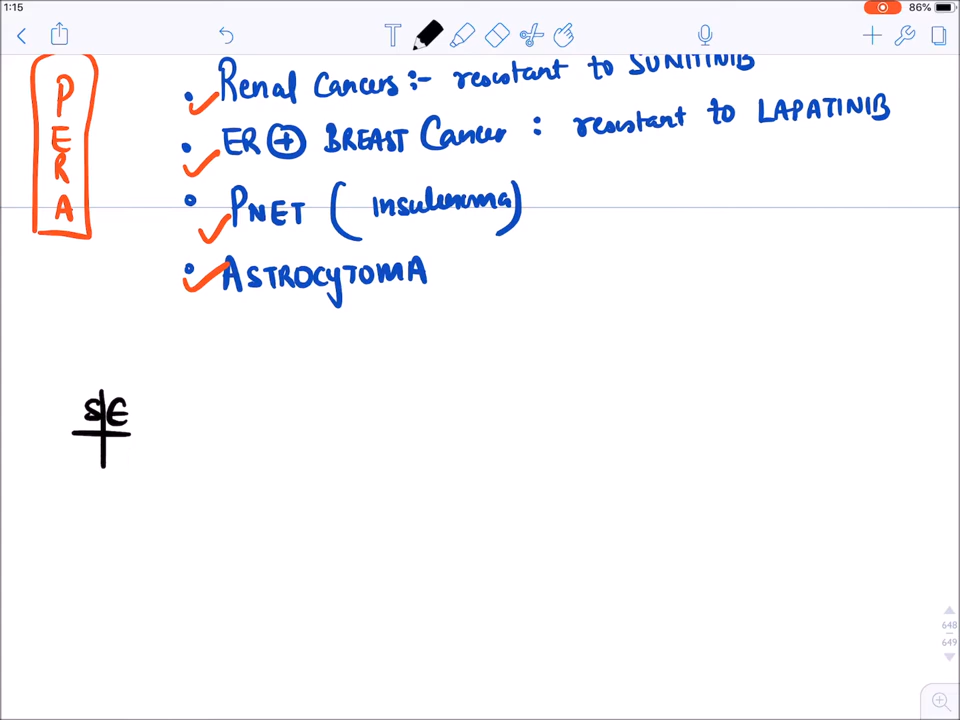 1:15
86%
T
P
E
R
A
Renal Cancers :- resistant to SUNITINIB
ER + BREAST Cancer : resistant to LAPATINIB
PNET (insulinoma)
ASTROCYTOMA
S E
648
649